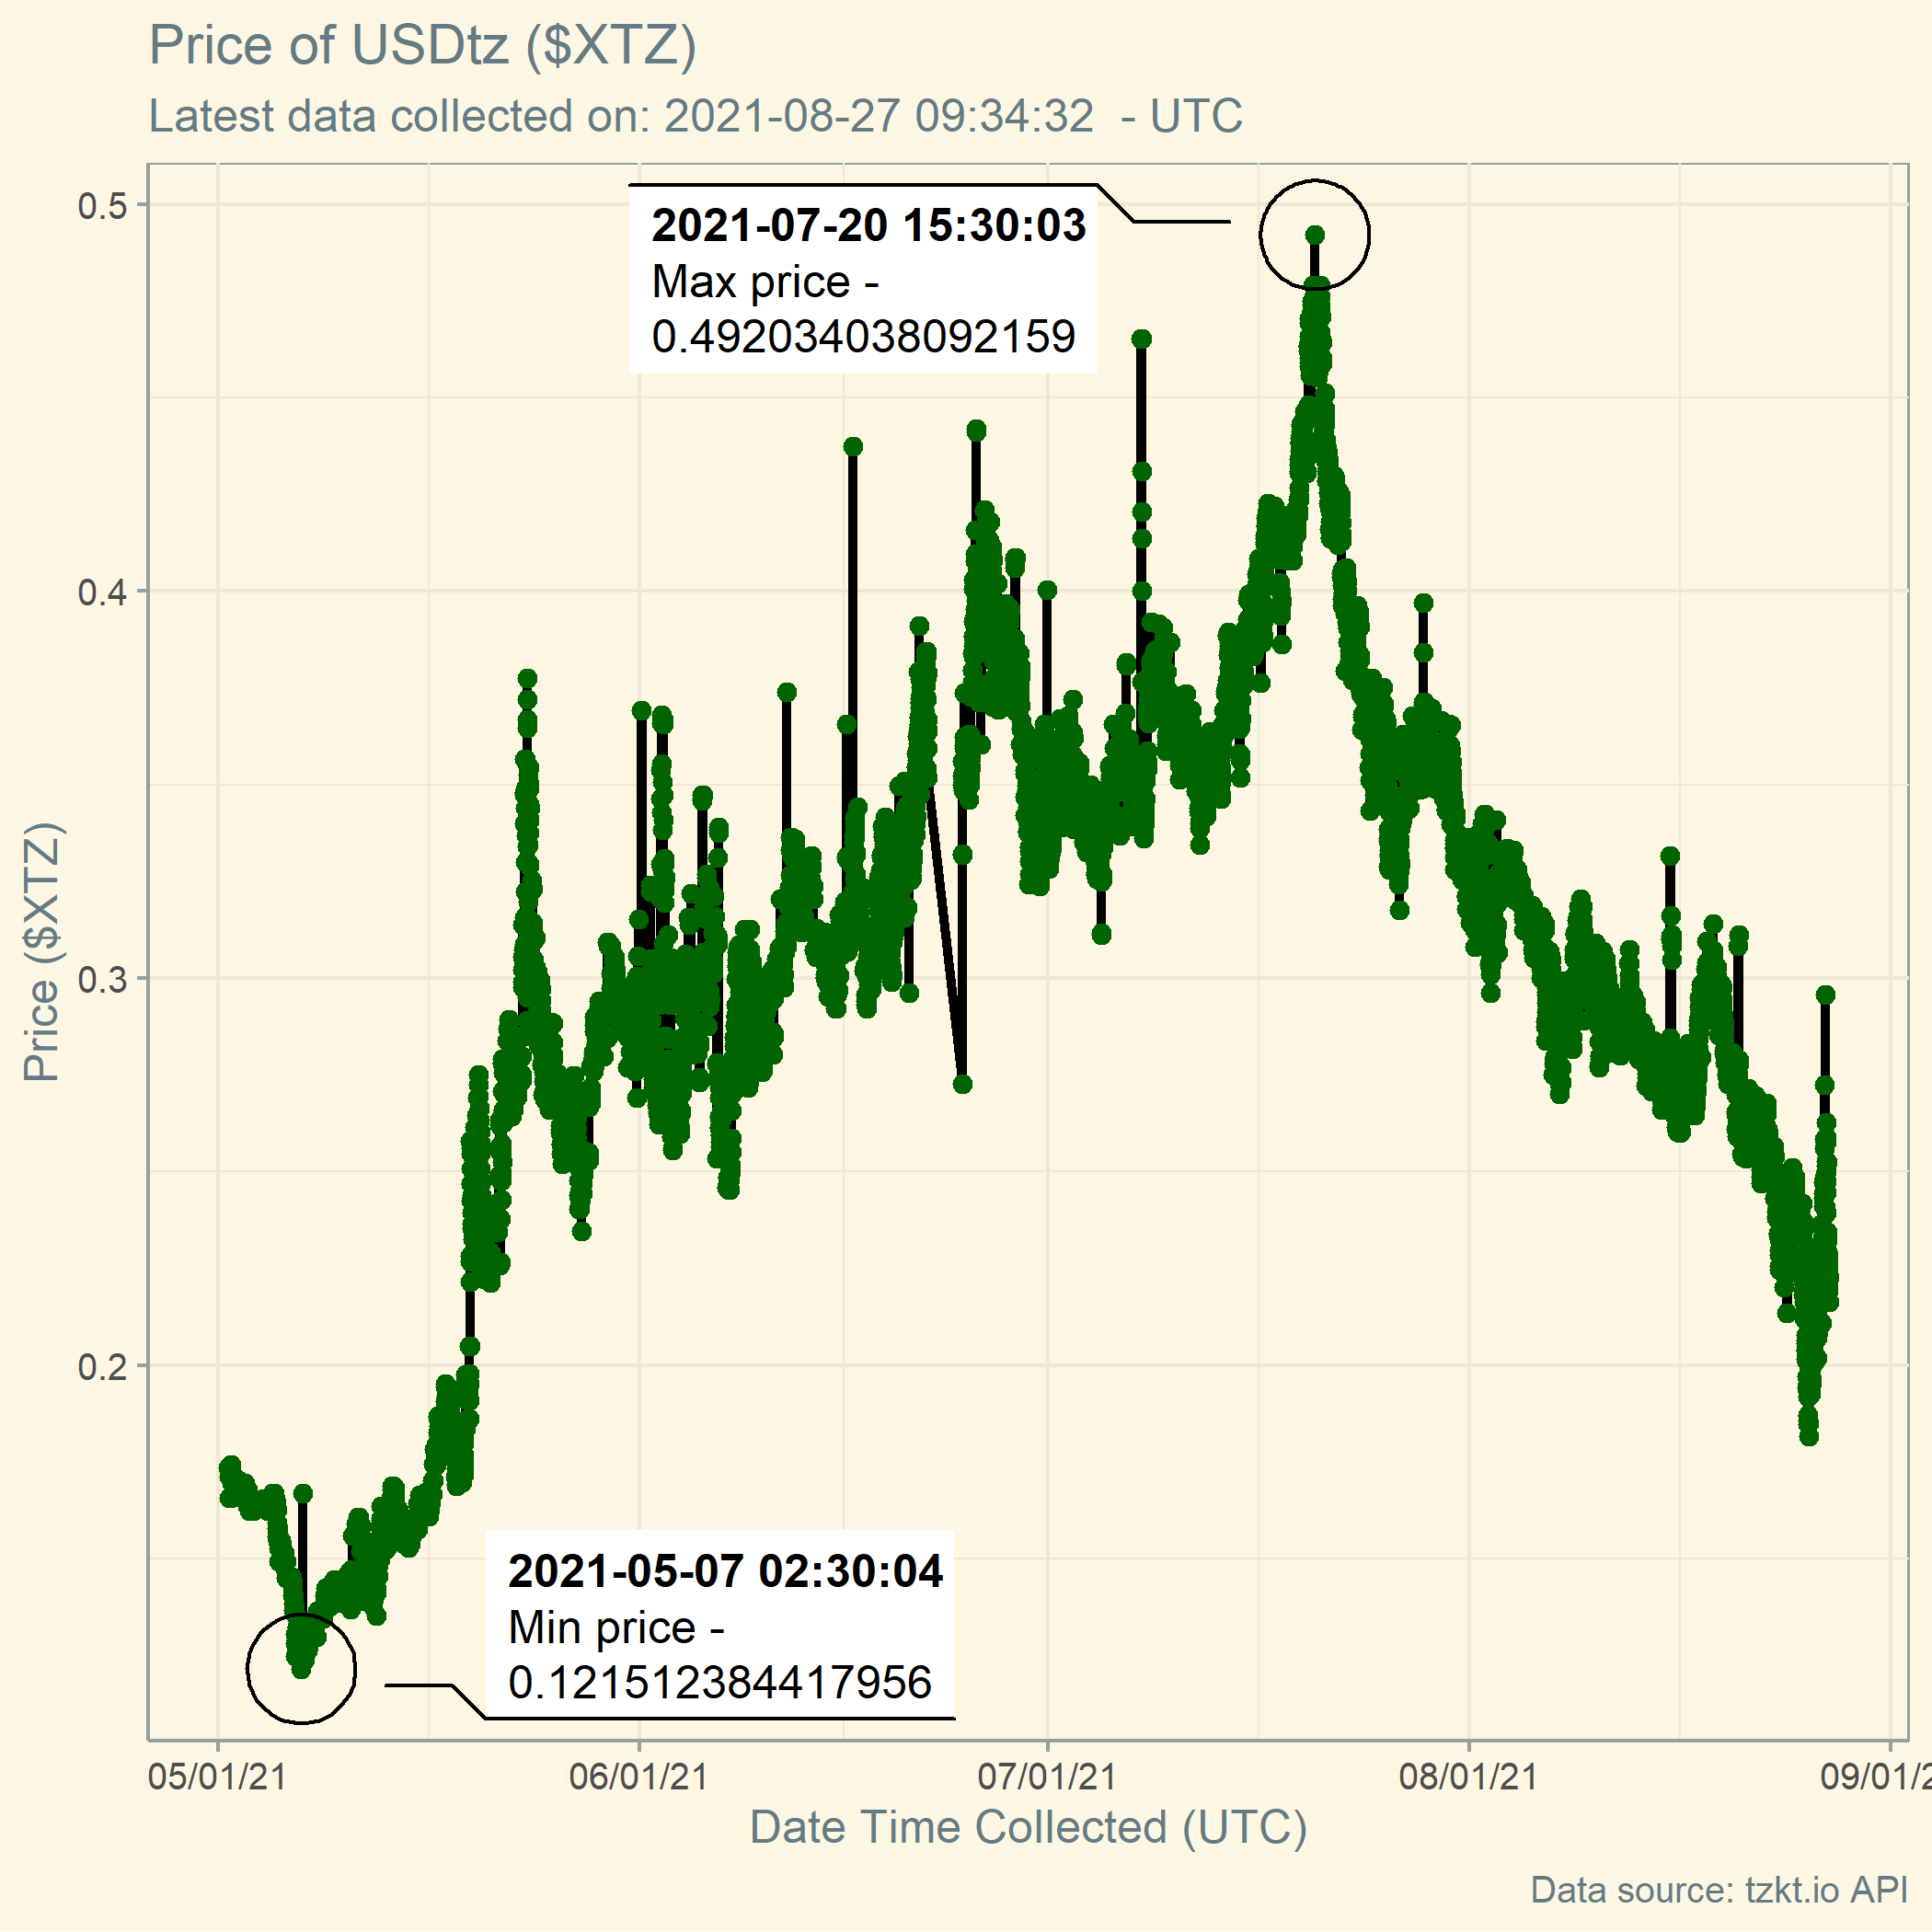 Price of USDtz ($XTZ)
Latest data collected on: 2021-08-27 09:34:32  - UTC
0.5
0.4
0.3
0.2
Price ($XTZ)
2021-07-20 15:30:03
Max price -
0.492034038092159
2021-05-07 02:30:04
Min price -
0.121512384417956
05/01/21
06/01/21
07/01/21
08/01/21
09/01/2
Date Time Collected (UTC)
Data source: tzkt.io API